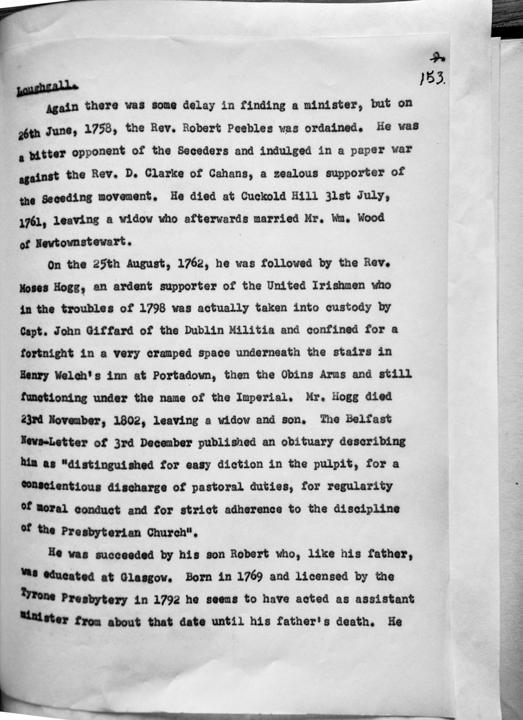 2.
153.
Loughgall.
Again there was some delay in finding a minister, but on
26th June, 1758, the Rev. Robert Peebles was ordained. He was
a bitter opponent of the Seceders and indulged in a paper war
against the Rev. D. Clarke of Cahans, a zealous supporter of
the Seceding movement. He died at Cuckold Hill 31st July,
1761, leaving a widow who afterwards married Mr. Wm. Wood
of Newtownstewart.
On the 25th August, 1762, he was followed by the Rev.
Moses Hogg, an ardent supporter of the United Irishmen who
in the troubles of 1798 was actually taken into custody by
Capt. John Giffard of the Dublin Militia and confined for a
fortnight in a very cramped space underneath the stairs in
Henry Welch's inn at Portadown, then the Obins Arms and still
functioning under the name of the Imperial. Mr. Hogg died
23rd November, 1802, leaving a widow and son. The Belfast
News-Letter of 3rd December published an obituary describing
him as "distinguished for easy diction in the pulpit, for a
conscientious discharge of pastoral duties, for regularity
of moral conduct and for strict adherence to the discipline
of the Presbyterian Church".
He was succeeded by his son Robert who, like his father,
was educated at Glasgow. Born in 1769 and licensed by the
Tyrone Presbytery in 1792 he seems to have acted as assistant
minister from about that date until his father's death. He